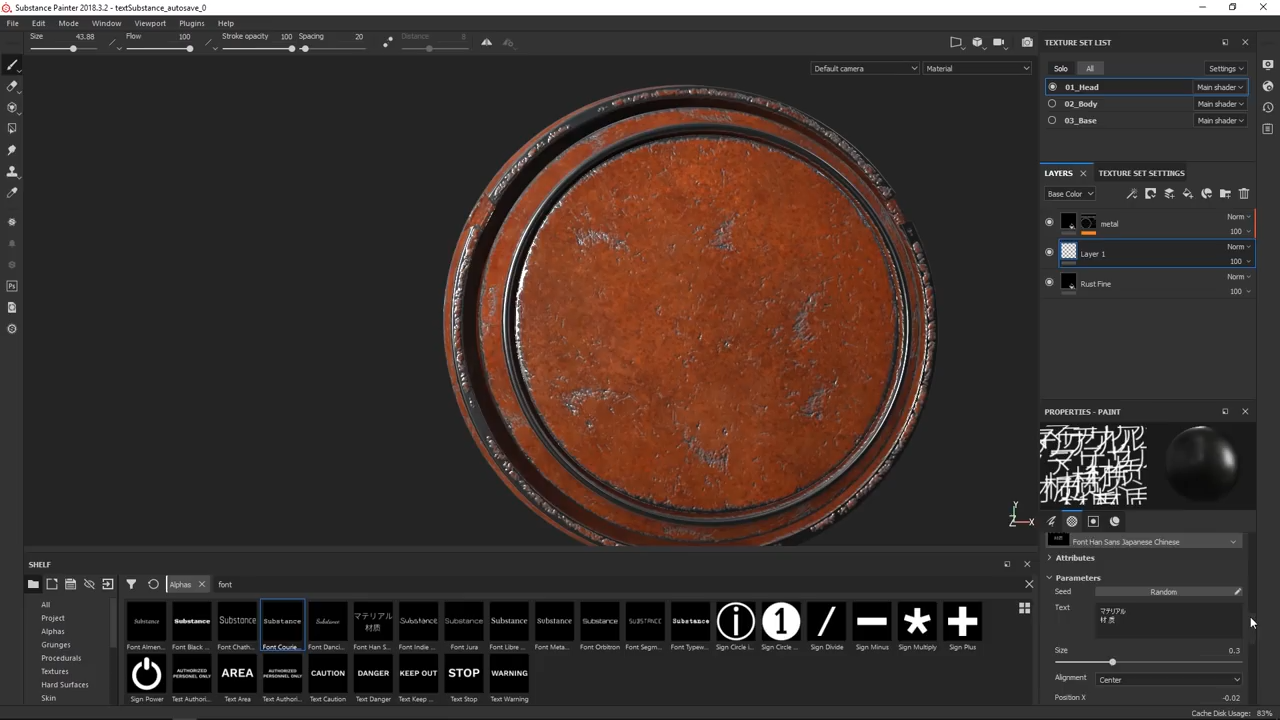 Substance Painter 2018.3.2 - textSubstance_autosave_0
File Edit Mode Window Viewport Plugins Help
Size 43.88 Flow 100 Stroke opacity 100 Spacing 20 Distance 8
Default camera Material
TEXTURE SET LIST
Solo All Settings
01_Head Main shader
02_Body Main shader
03_Base Main shader
LAYERS TEXTURE SET SETTINGS
Base Color
metal Norm
100
Layer 1 Norm
100
Rust Fine Norm
100
PROPERTIES - PAINT
Font Han Sans Japanese Chinese
Attributes
Parameters
Seed Random
Text マテリアル
材 质
Size 0.3
Alignment Center
Position X -0.02
Y
Z X
SHELF
Alphas font
All
Project
Alphas
Grunges
Procedurals
Textures
Hard Surfaces
Skin
Substance Substance Substance Substance Substance マテリアル
材质 Substance Substance Substance Substance Substance SUBSTANCE Substance
Font Almen... Font Black ... Font Chath... Font Courie... Font Danci... Font Han S... Font Indie ... Font Jura Font Libre ... Font Meta... Font Orbitron Font Segm... Font Typew... Sign Circle i... Sign Circle ... Sign Divide Sign Minus Sign Multiply Sign Plus
AUTHORIZED
PERSONNEL ONLY AREA AUTHORIZED
PERSONNEL ONLY CAUTION DANGER KEEP OUT STOP WARNING
Sign Power Text Authori... Text Area Text Authori... Text Caution Text Danger Text Keep ... Text Stop Text Warning
Cache Disk Usage: 83%